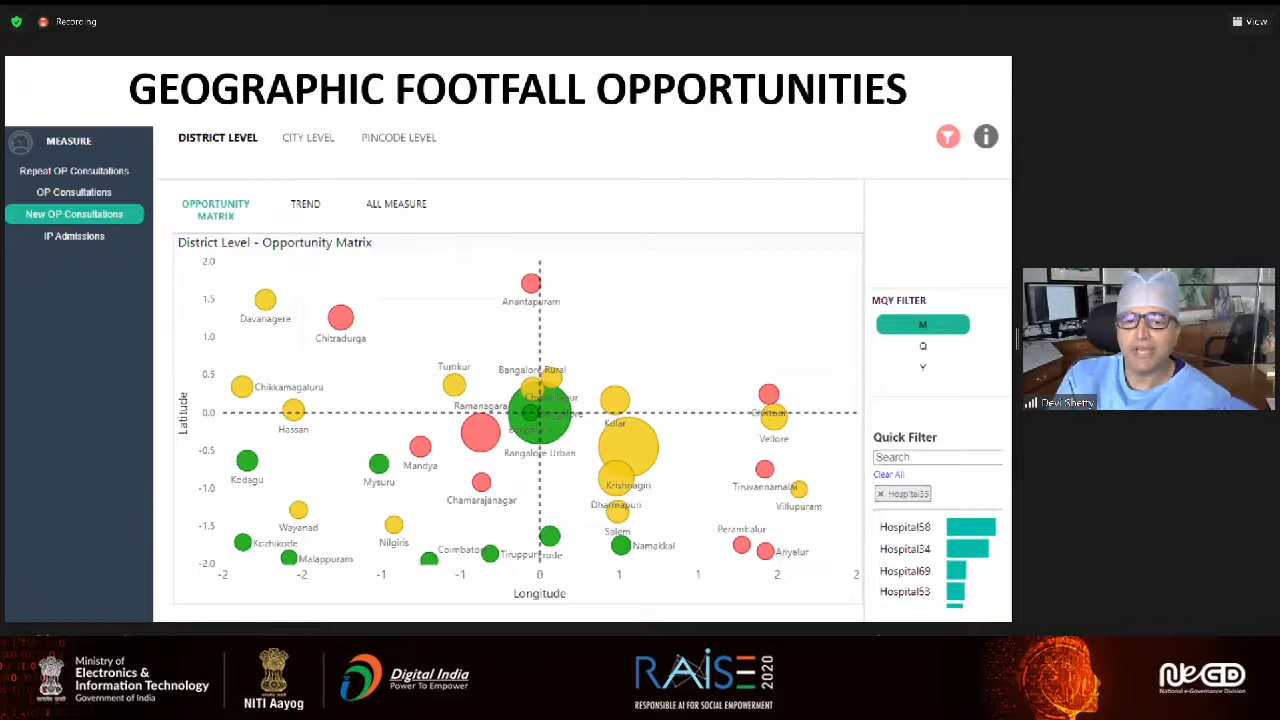 Recording
View
GEOGRAPHIC FOOTFALL OPPORTUNITIES
MEASURE
Repeat OP Consultations
OP Consultations
New OP Consultations
IP Admissions
DISTRICT LEVEL
CITY LEVEL
PINCODE LEVEL
OPPORTUNITY
MATRIX
TREND
ALL MEASURE
District Level - Opportunity Matrix
2.0
1.5
1.0
0.5
0.0
-0.5
-1.0
-1.5
-2.0
Latitude
Anantapuram
Davanagere
Chitradurga
Tumkur
Bangalore Rural
Chikkamagaluru
Ramanagara
Hassan
Kolar
Vellore
Bangalore Urban
Mandya
Kodagu
Mysuru
Krishnagiri
Tiruvannamalai
Chamarajanagar
Villupuram
Dharmapuri
Wayanad
Nilgiris
Salem
Perambalur
Kozhikode
Malappuram
Namakkal
Ariyalur
-2
-2
-1
-1
0
1
1
2
2
Longitude
MQY FILTER
M
Q
Y
Quick Filter
Search
Clear All
× Hospital35
Hospital58
Hospital34
Hospital69
Hospital53
Devi Shetty
Ministry of
Electronics &
Information Technology
Government of India
NITI Aayog
Digital India
Power To Empower
RAISE 2020
RESPONSIBLE AI FOR SOCIAL EMPOWERMENT
NeGD
National e-Governance Division